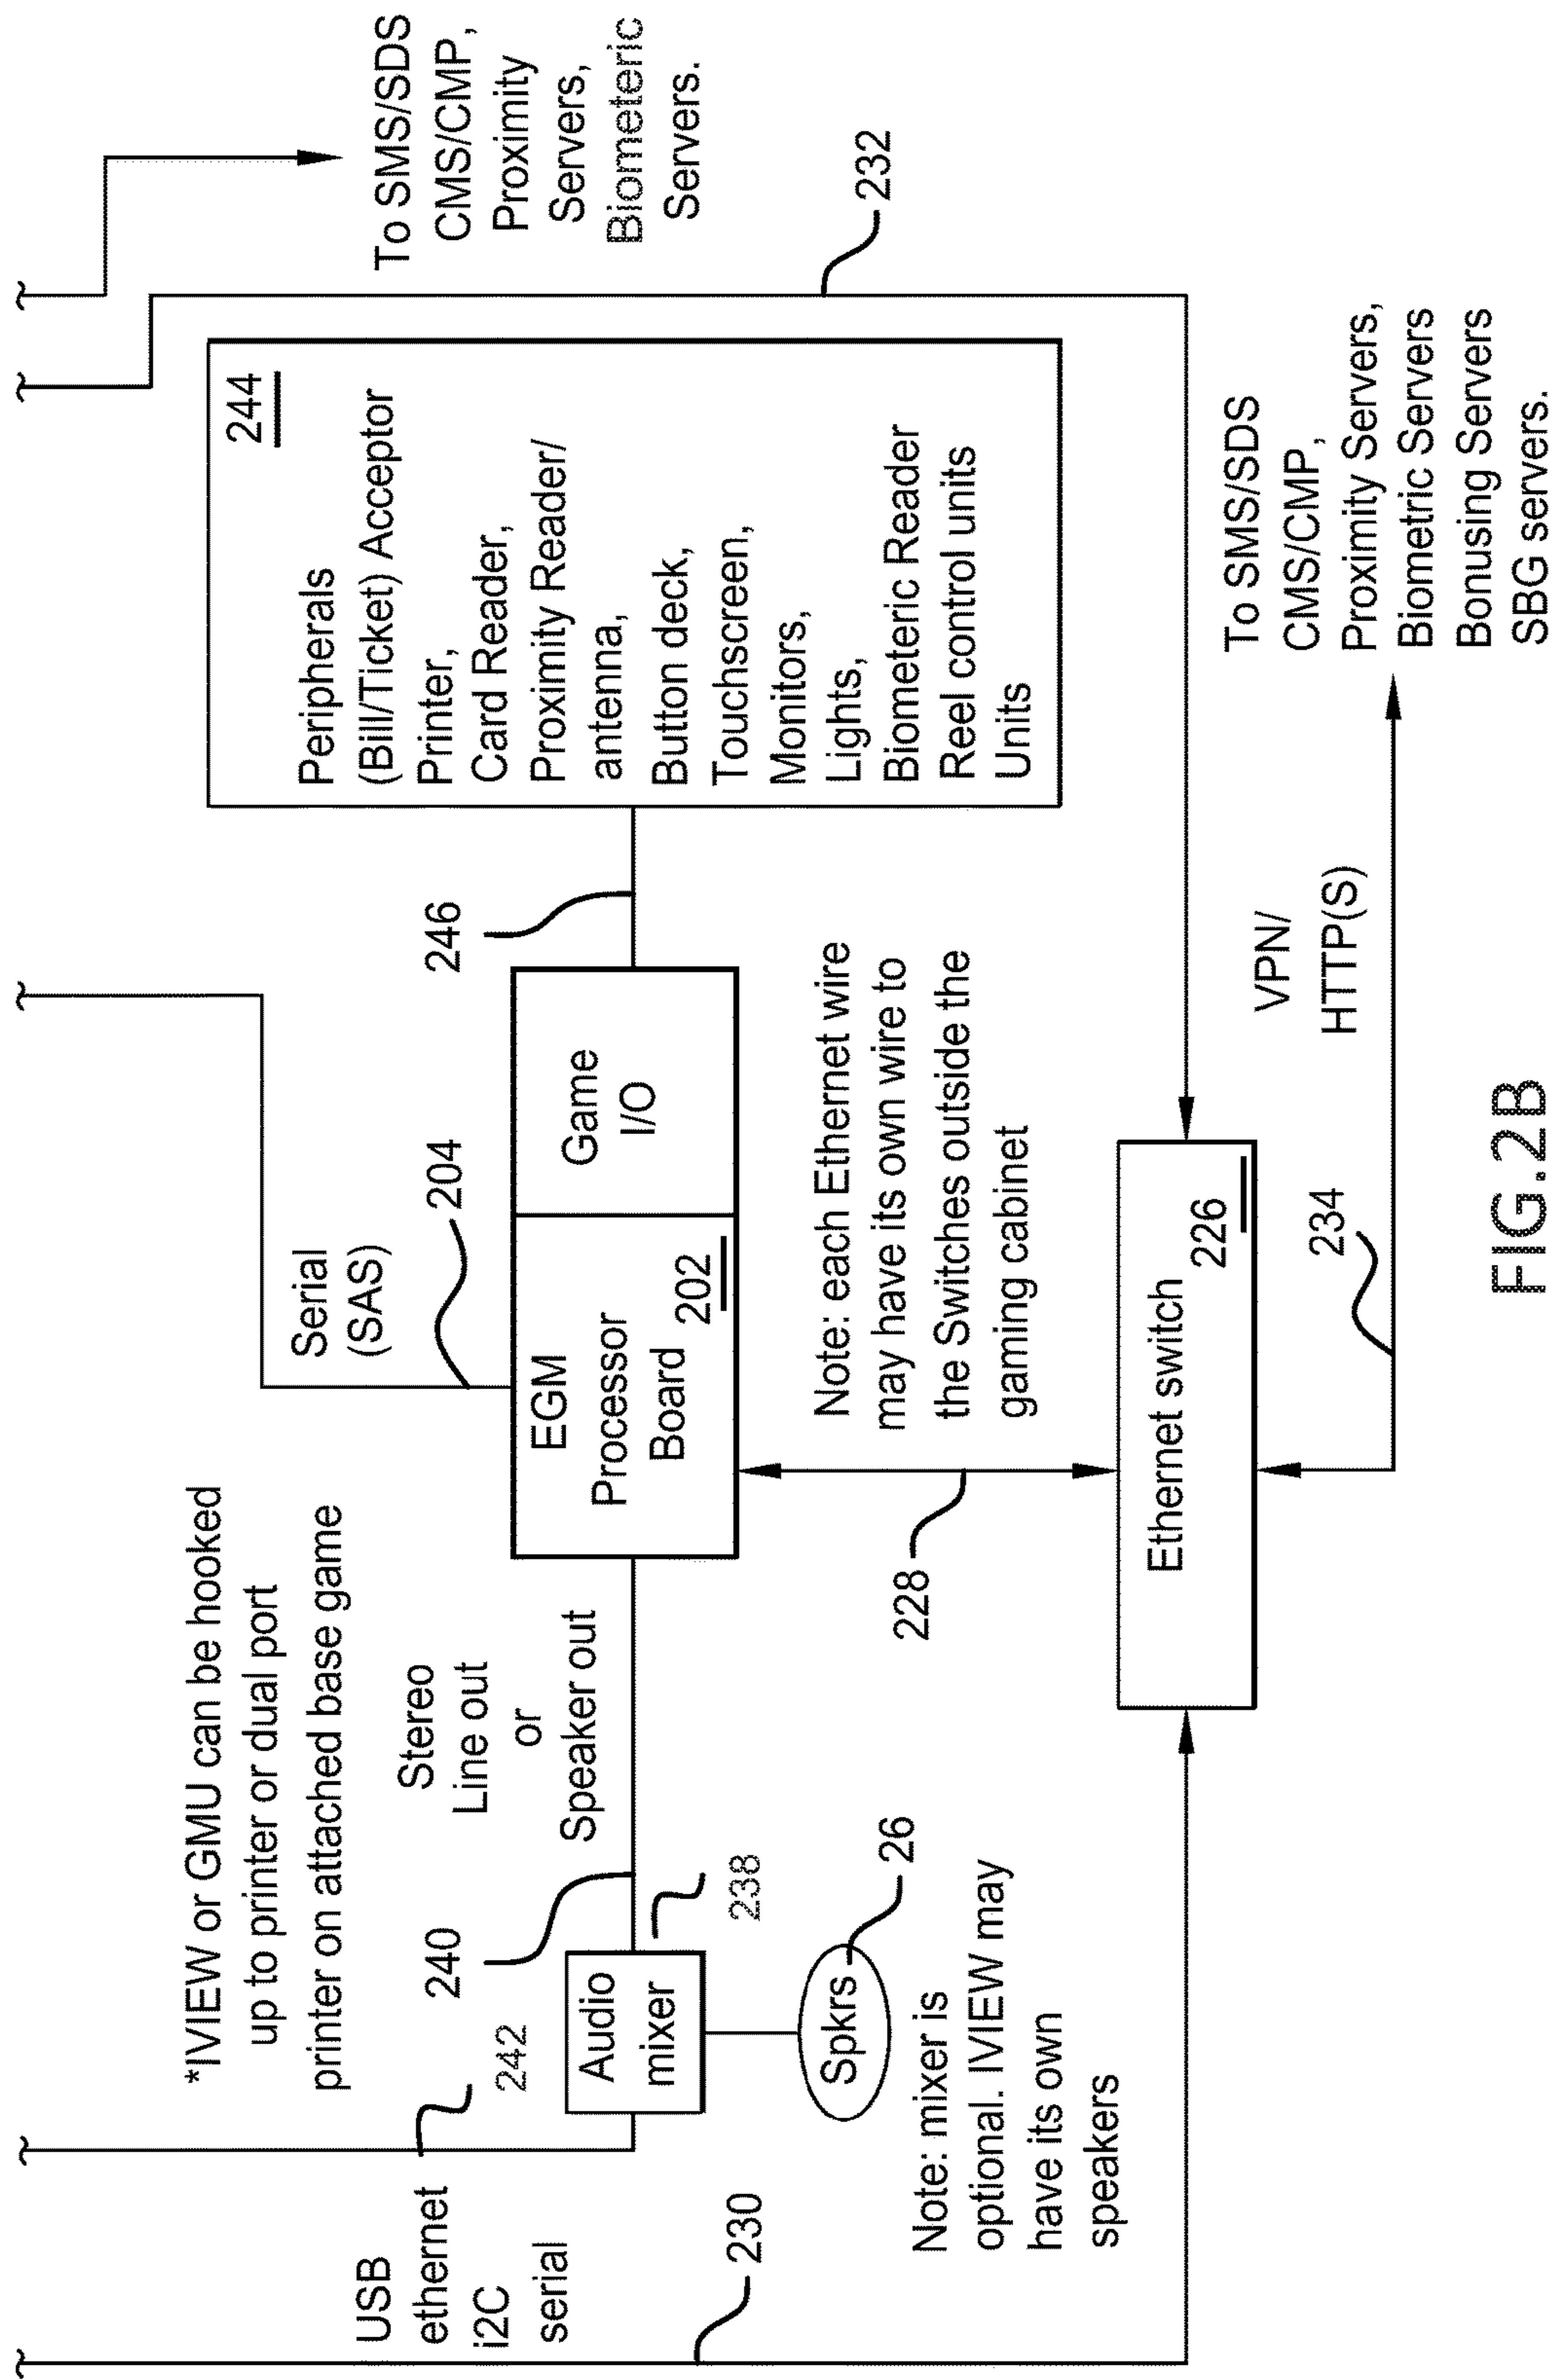 *IVIEW or GMU can be hooked
up to printer or dual port
printer on attached base game
USB
ethernet
i2C
serial
230
242
240
Audio
mixer
238
Spkrs
26
Note: mixer is
optional. IVIEW may
have its own
speakers
Stereo
Line out
or
Speaker out
Serial
(SAS)
204
EGM
Processor
Board
202
Game
I/O
246
244
Peripherals
(Bill/Ticket) Acceptor
Printer,
Card Reader,
Proximity Reader/
antenna,
Button deck,
Touchscreen,
Monitors,
Lights,
Biometeric Reader
Reel control units
Units
To SMS/SDS
CMS/CMP,
Proximity
Servers,
Biometeric
Servers.
232
228
Note: each Ethernet wire
may have its own wire to
the Switches outside the
gaming cabinet
Ethernet switch
226
234
VPN/
HTTP(S)
To SMS/SDS
CMS/CMP,
Proximity Servers,
Biometric Servers
Bonusing Servers
SBG servers.
FIG.2B